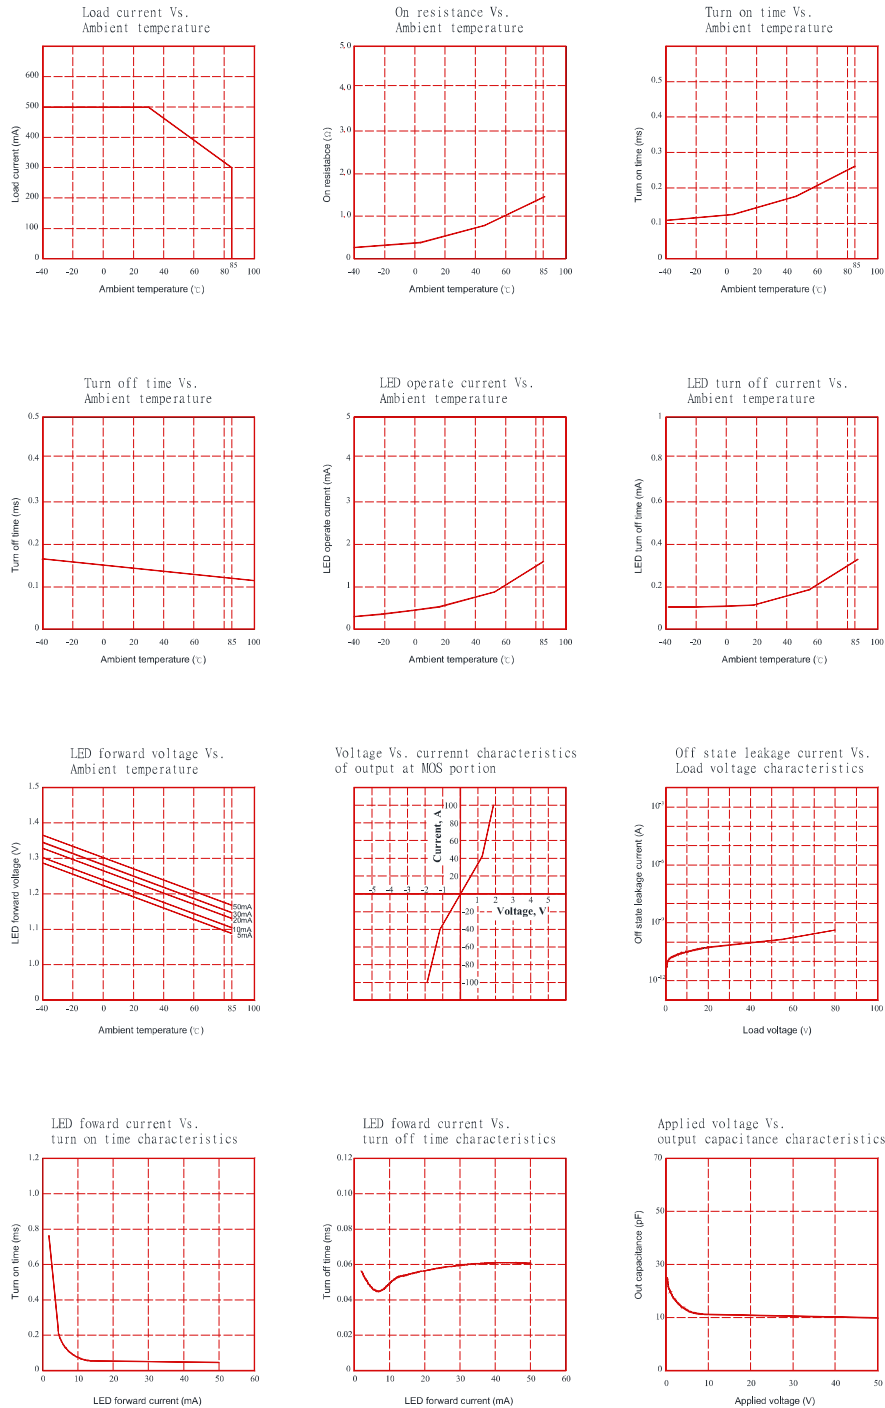 Load current Vs.
Ambient temperature
600
500
400
300
200
100
0
Load current (mA)
-40 -20 0 20 40 60 80 85 100
Ambient temperature (℃)
On resistance Vs.
Ambient temperature
5.0
4.0
3.0
2.0
1.0
0
On resistabce (Ω)
-40 -20 0 20 40 60 80 85 100
Ambient temperature (℃)
Turn on time Vs.
Ambient temperature
0.5
0.4
0.3
0.2
0.1
0
Turn on time (ms)
-40 -20 0 20 40 60 80 85 100
Ambient temperature (℃)
Turn off time Vs.
Ambient temperature
0.5
0.4
0.3
0.2
0.1
0
Turn off time (ms)
-40 -20 0 20 40 60 80 85 100
Ambient temperature (℃)
LED operate current Vs.
Ambient temperature
5
4
3
2
1
0
LED operate current (mA)
-40 -20 0 20 40 60 80 85 100
Ambient temperature (℃)
LED turn off current Vs.
Ambient temperature
1
0.8
0.6
0.4
0.2
0
LED turn off time (mA)
-40 -20 0 20 40 60 80 85 100
Ambient temperature (℃)
LED forward voltage Vs.
Ambient temperature
1.5
1.4
1.3
1.2
1.1
1.0
0
LED forward voltage (V)
50mA
30mA
20mA
10mA
5mA
-40 -20 0 20 40 60 80 85 100
Ambient temperature (℃)
Voltage Vs. currennt characteristics
of output at MOS portion
Current, A
100
80
60
40
20
-5 -4 -3 -2 -1
0 1 2 3 4 5
Voltage, V
-20
-40
-60
-80
-100
Off state leakage current Vs.
Load voltage characteristics
10⁻³
10⁻⁶
10⁻⁹
10⁻¹²
Off state leakage current (A)
0 20 40 60 80 100
Load voltage (V)
LED foward current Vs.
turn on time characteristics
1.2
1.0
0.8
0.6
0.4
0.2
0
Turn on time (ms)
0 10 20 30 40 50 60
LED forward current (mA)
LED foward current Vs.
turn off time characteristics
0.12
0.10
0.08
0.06
0.04
0.02
0
Turn off time (ms)
0 10 20 30 40 50 60
LED forward current (mA)
Applied voltage Vs.
output capacitance characteristics
70
50
30
10
0
Out capacitance (pF)
0 10 20 30 40 50
Applied voltage (V)